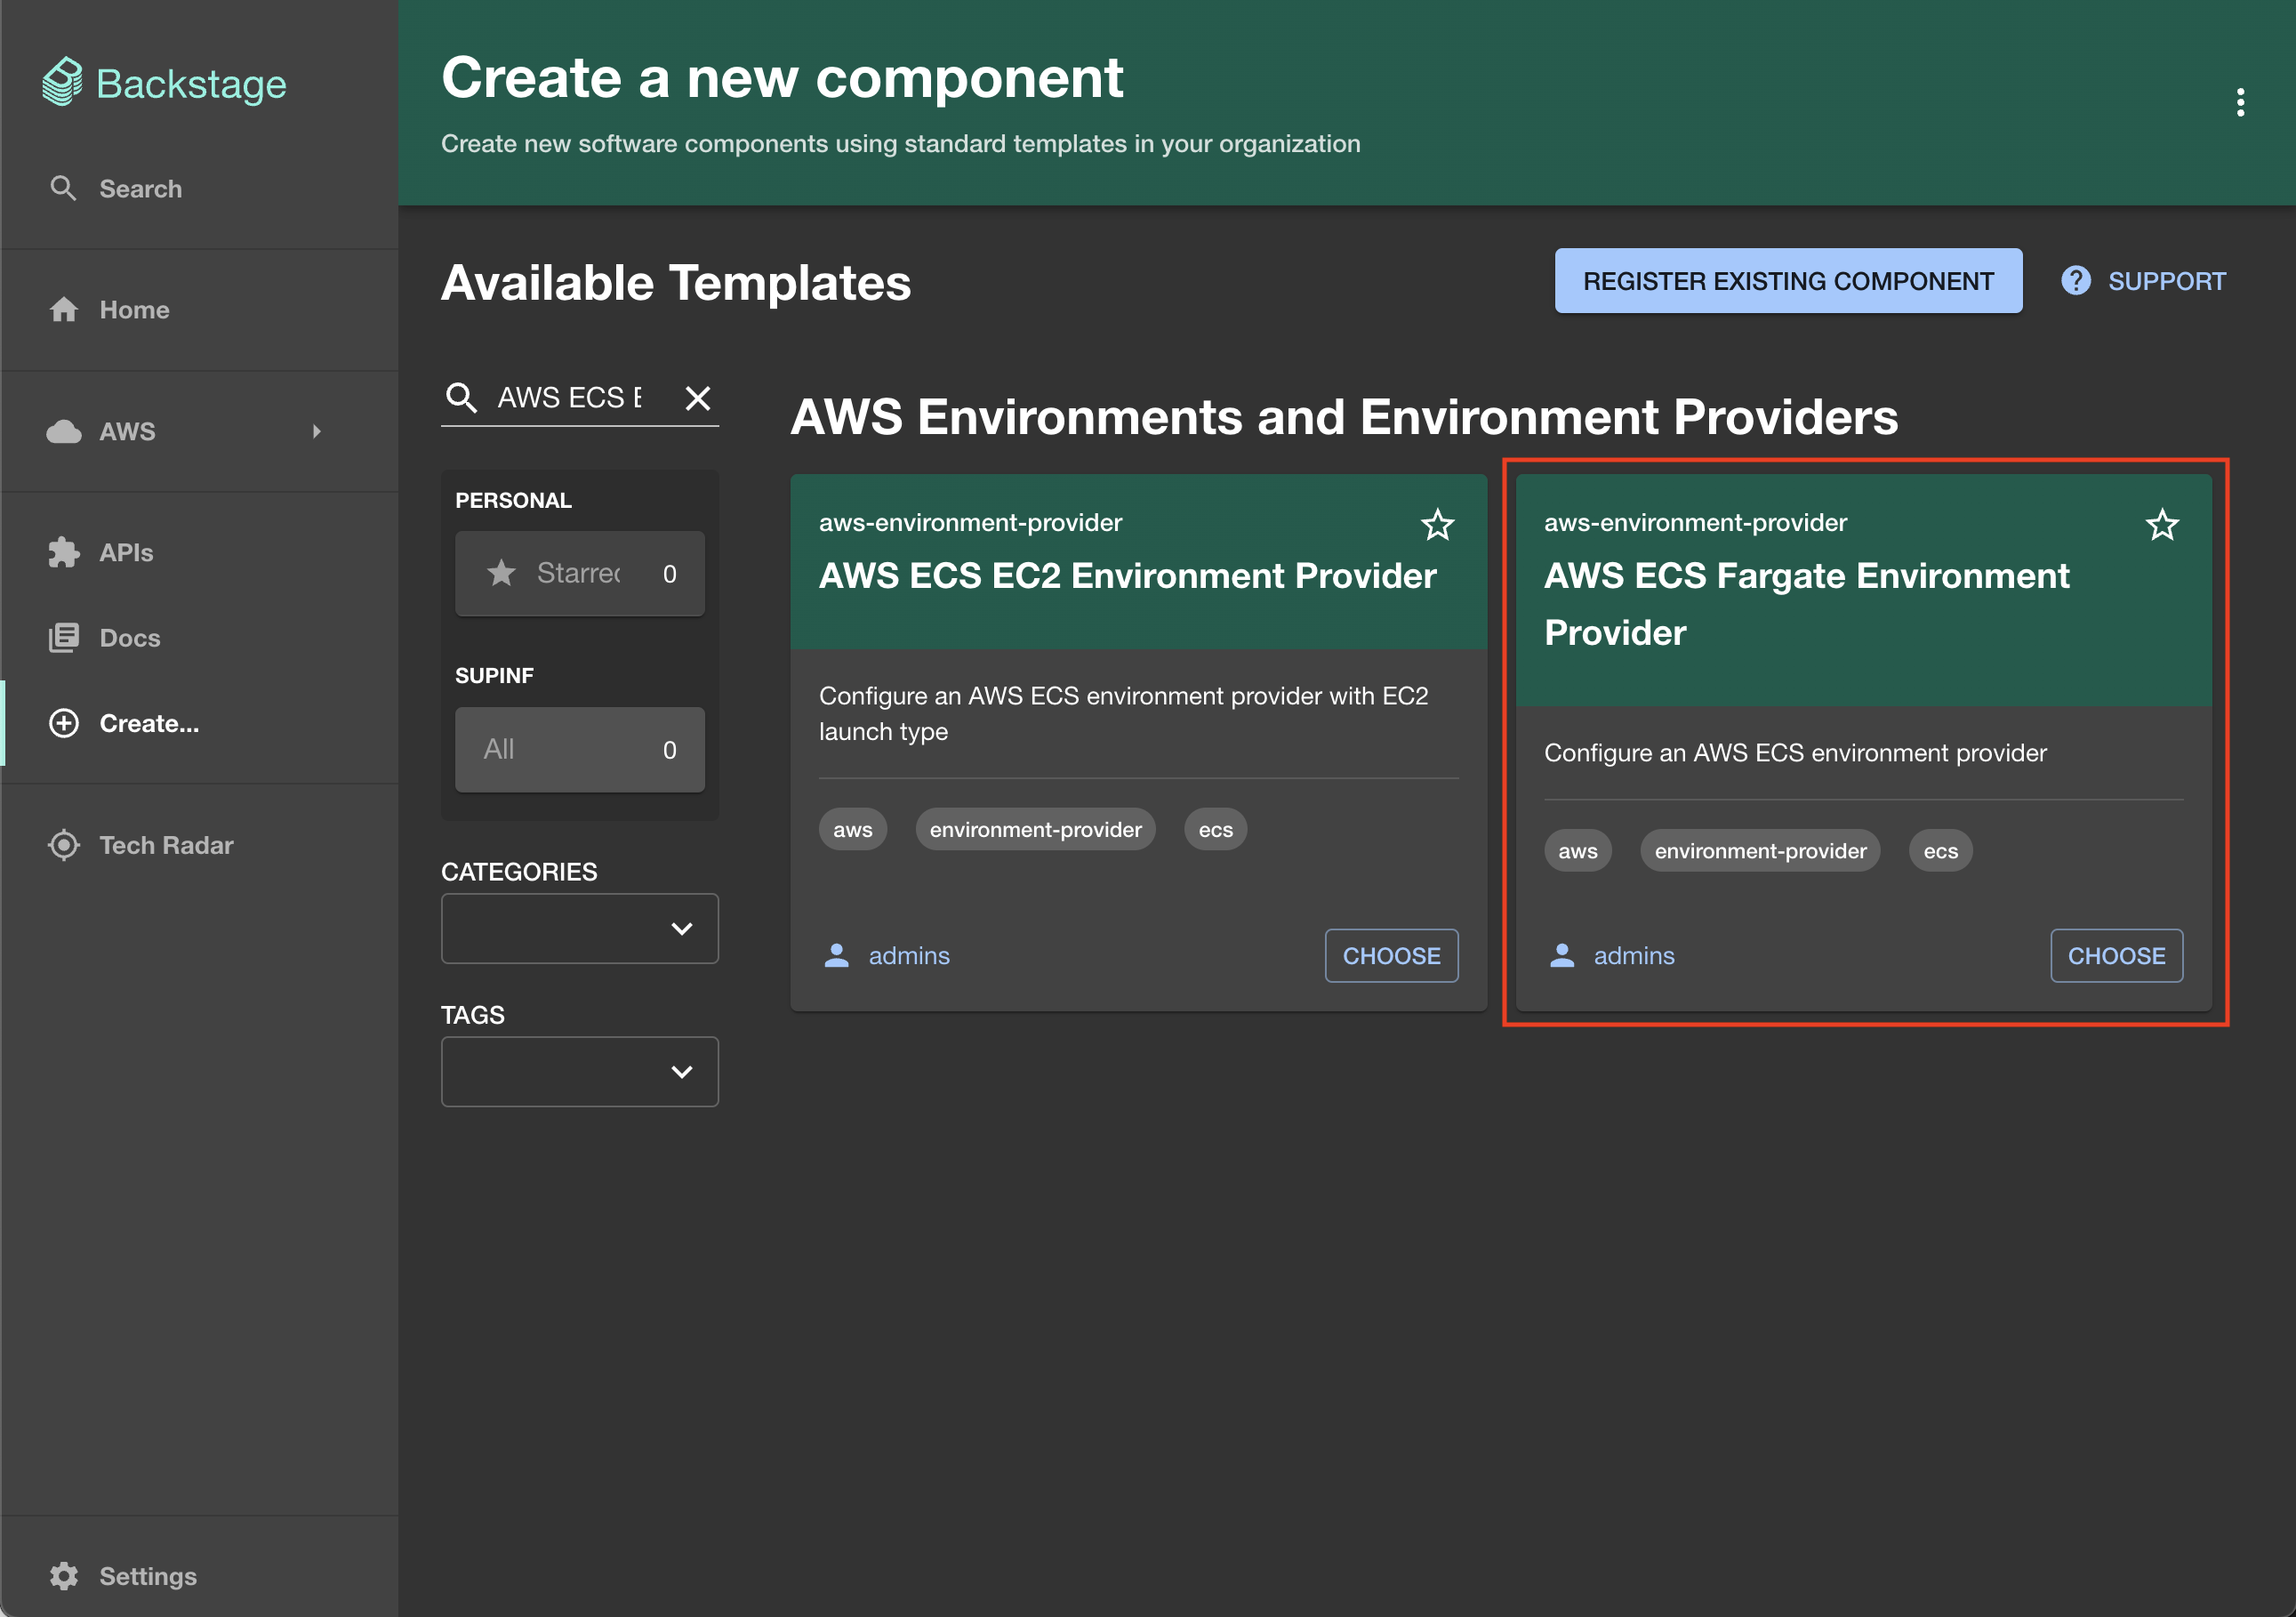 Backstage
Search
Home
AWS
APIs
Docs
Create...
Tech Radar
Settings
Create a new component
Create new software components using standard templates in your organization
Available Templates
REGISTER EXISTING COMPONENT
SUPPORT
AWS ECS E
PERSONAL
Starred 0
SUPINF
All 0
CATEGORIES
TAGS
AWS Environments and Environment Providers
aws-environment-provider
AWS ECS EC2 Environment Provider
Configure an AWS ECS environment provider with EC2
launch type
aws environment-provider ecs
admins CHOOSE
aws-environment-provider
AWS ECS Fargate Environment
Provider
Configure an AWS ECS environment provider
aws environment-provider ecs
admins CHOOSE